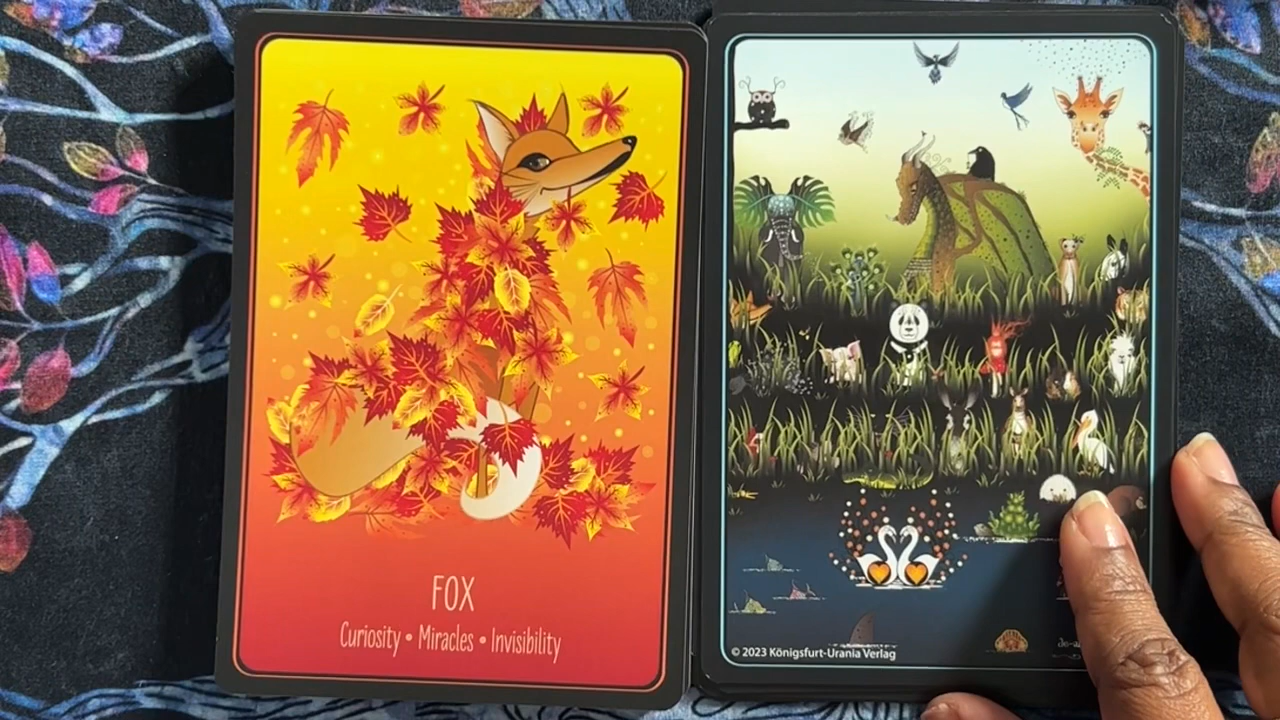 FOX
Curiosity • Miracles • Invisibility
© 2023 Königsfurt-Urania Verlag